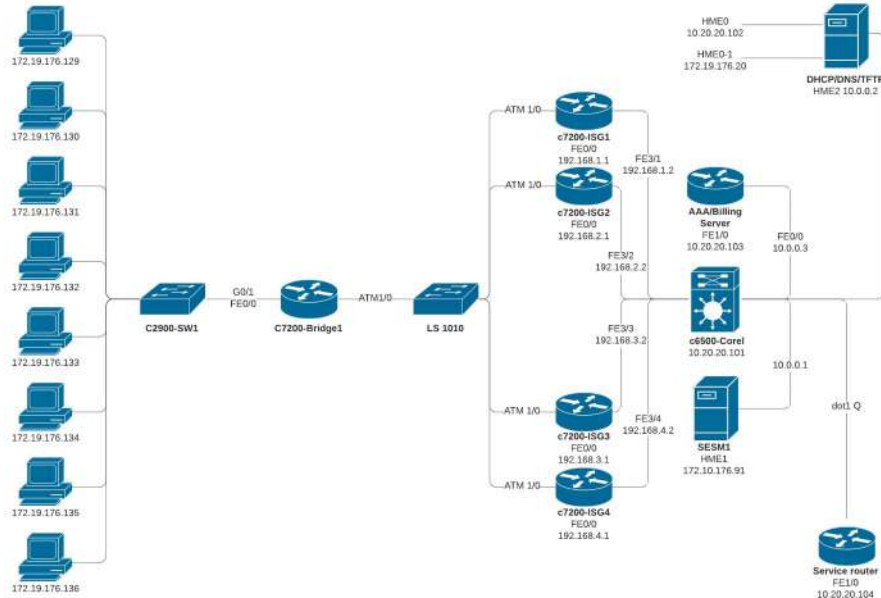 172.19.176.129
172.19.176.130
172.19.176.131
172.19.176.132
172.19.176.133
172.19.176.134
172.19.176.135
172.19.176.136
C2900-SW1
G0/1
FE0/0
C7200-Bridge1
ATM1/0
LS 1010
ATM 1/0
ATM 1/0
ATM 1/0
ATM 1/0
c7200-ISG1
FE0/0
192.168.1.1
c7200-ISG2
FE0/0
192.168.2.1
c7200-ISG3
FE0/0
192.168.3.1
c7200-ISG4
FE0/0
192.168.4.1
FE3/1
192.168.1.2
FE3/2
192.168.2.2
FE3/3
192.168.3.2
FE3/4
192.168.4.2
HME0
10.20.20.102
HME0-1
172.19.176.20
DHCP/DNS/TFTP
HME2 10.0.0.2
AAA/Billing
Server
FE1/0
10.20.20.103
FE0/0
10.0.0.3
c6500-Corel
10.20.20.101
10.0.0.1
SESM1
HME1
172.10.176.91
dot1 Q
Service router
FE1/0
10.20.20.104